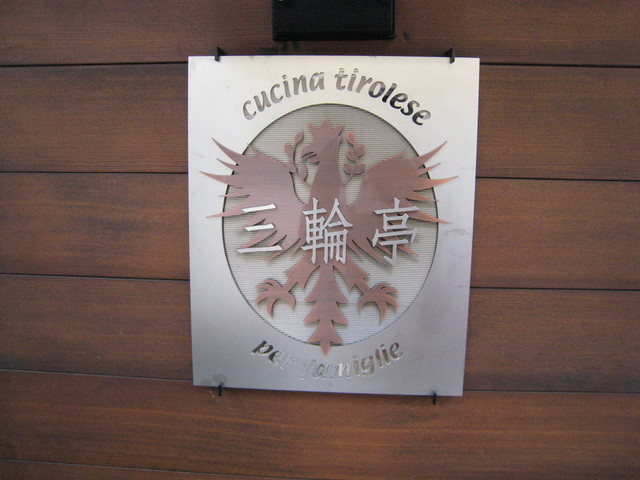 cucina tirolese
三輪亭
per famiglie